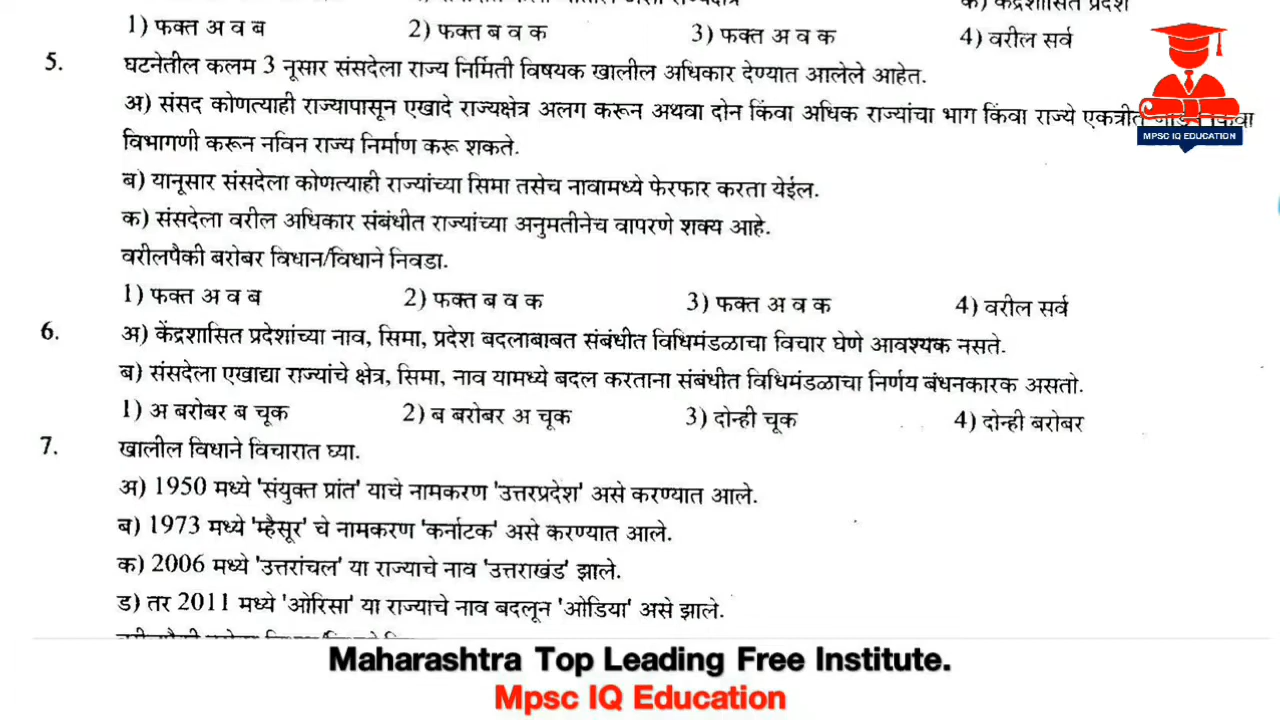 क) केंद्रशासित प्रदेश
1) फक्त अ व ब 2) फक्त ब व क 3) फक्त अ व क 4) वरील सर्व
5. घटनेतील कलम 3 नूसार संसदेला राज्य निर्मिती विषयक खालील अधिकार देण्यात आलेले आहेत.
अ) संसद कोणत्याही राज्यापासून एखादे राज्यक्षेत्र अलग करून अथवा दोन किंवा अधिक राज्यांचा भाग किंवा राज्ये एकत्रीत किंवा
विभागणी करून नविन राज्य निर्माण करू शकते.
MPSC IQ EDUCATION
ब) यानूसार संसदेला कोणत्याही राज्यांच्या सिमा तसेच नावामध्ये फेरफार करता येईल.
क) संसदेला वरील अधिकार संबंधीत राज्यांच्या अनुमतीनेच वापरणे शक्य आहे.
वरीलपैकी बरोबर विधान/विधाने निवडा.
1) फक्त अ व ब 2) फक्त ब व क 3) फक्त अ व क 4) वरील सर्व
6. अ) केंद्रशासित प्रदेशांच्या नाव, सिमा, प्रदेश बदलाबाबत संबंधीत विधिमंडळाचा विचार घेणे आवश्यक नसते.
ब) संसदेला एखाद्या राज्यांचे क्षेत्र, सिमा, नाव यामध्ये बदल करताना संबंधीत विधिमंडळाचा निर्णय बंधनकारक असतो.
1) अ बरोबर ब चूक 2) ब बरोबर अ चूक 3) दोन्ही चूक 4) दोन्ही बरोबर
7. खालील विधाने विचारात घ्या.
अ) 1950 मध्ये 'संयुक्त प्रांत' याचे नामकरण 'उत्तरप्रदेश' असे करण्यात आले.
ब) 1973 मध्ये 'म्हैसूर' चे नामकरण 'कर्नाटक' असे करण्यात आले.
क) 2006 मध्ये 'उत्तरांचल' या राज्याचे नाव 'उत्तराखंड' झाले.
ड) तर 2011 मध्ये 'ओरिसा' या राज्याचे नाव बदलून 'ओडिया' असे झाले.
Maharashtra Top Leading Free Institute.
Mpsc IQ Education